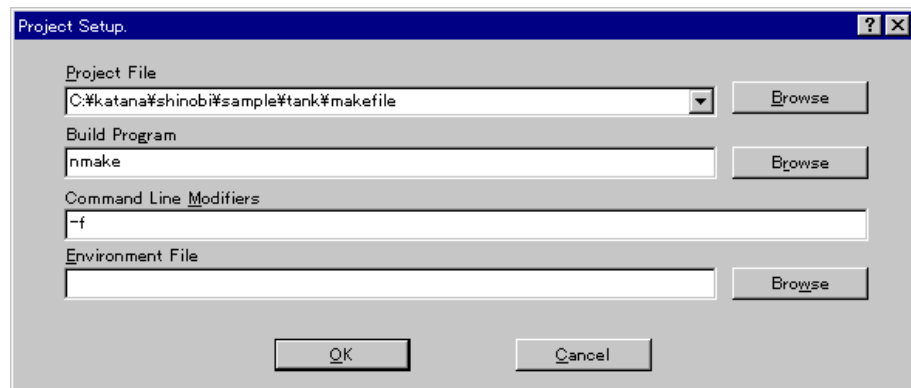 Project Setup.
Project File
C:¥katana¥shinobi¥sample¥tank¥makefile
Browse
Build Program
nmake
Browse
Command Line Modifiers
-f
Environment File
Browse
OK
Cancel